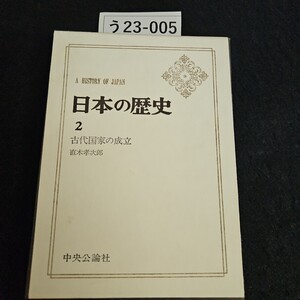 う23-005
A HISTORY OF JAPAN
日本の歴史
2
古代国家の成立
直木孝次郎
中央公論社